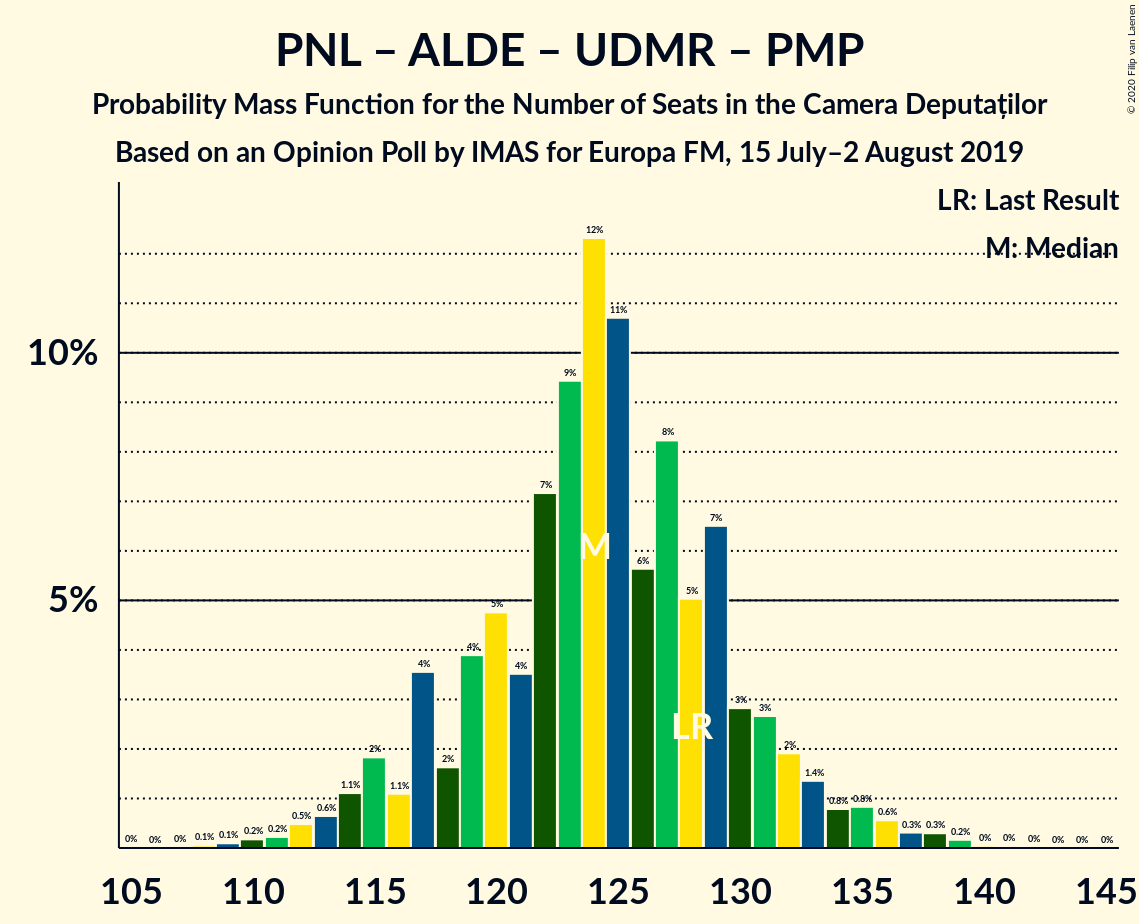 PNL – ALDE – UDMR – PMP
Probability Mass Function for the Number of Seats in the Camera Deputaților
Based on an Opinion Poll by IMAS for Europa FM, 15 July–2 August 2019
© 2020 Filip van Laenen
LR: Last Result
M: Median
10%
5%
0% 0% 0% 0.1% 0.1% 0.2% 0.2% 0.5% 0.6% 1.1% 2% 1.1% 4% 2% 4% 5% 4% 7% 9% 12% 11% 6% 8% 5% 7% 3% 3% 2% 1.4% 0.8% 0.8% 0.6% 0.3% 0.3% 0.2% 0% 0% 0% 0% 0% 0%
M
LR
105 110 115 120 125 130 135 140 145